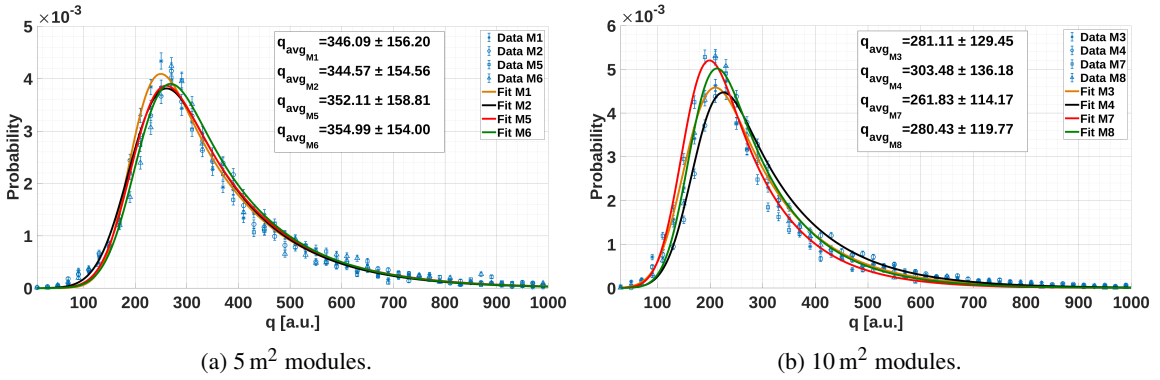 ×10⁻³
5
4
3
2
1
0
Probability
100 200 300 400 500 600 700 800 900 1000
q [a.u.]
q_avg_M1=346.09 ± 156.20
q_avg_M2=344.57 ± 154.56
q_avg_M5=352.11 ± 158.81
q_avg_M6=354.99 ± 154.00
Data M1
Data M2
Data M5
Data M6
Fit M1
Fit M2
Fit M5
Fit M6
(a) 5 m² modules.
×10⁻³
6
5
4
3
2
1
0
Probability
100 200 300 400 500 600 700 800 900 1000
q [a.u.]
q_avg_M3=281.11 ± 129.45
q_avg_M4=303.48 ± 136.18
q_avg_M7=261.83 ± 114.17
q_avg_M8=280.43 ± 119.77
Data M3
Data M4
Data M7
Data M8
Fit M3
Fit M4
Fit M7
Fit M8
(b) 10 m² modules.